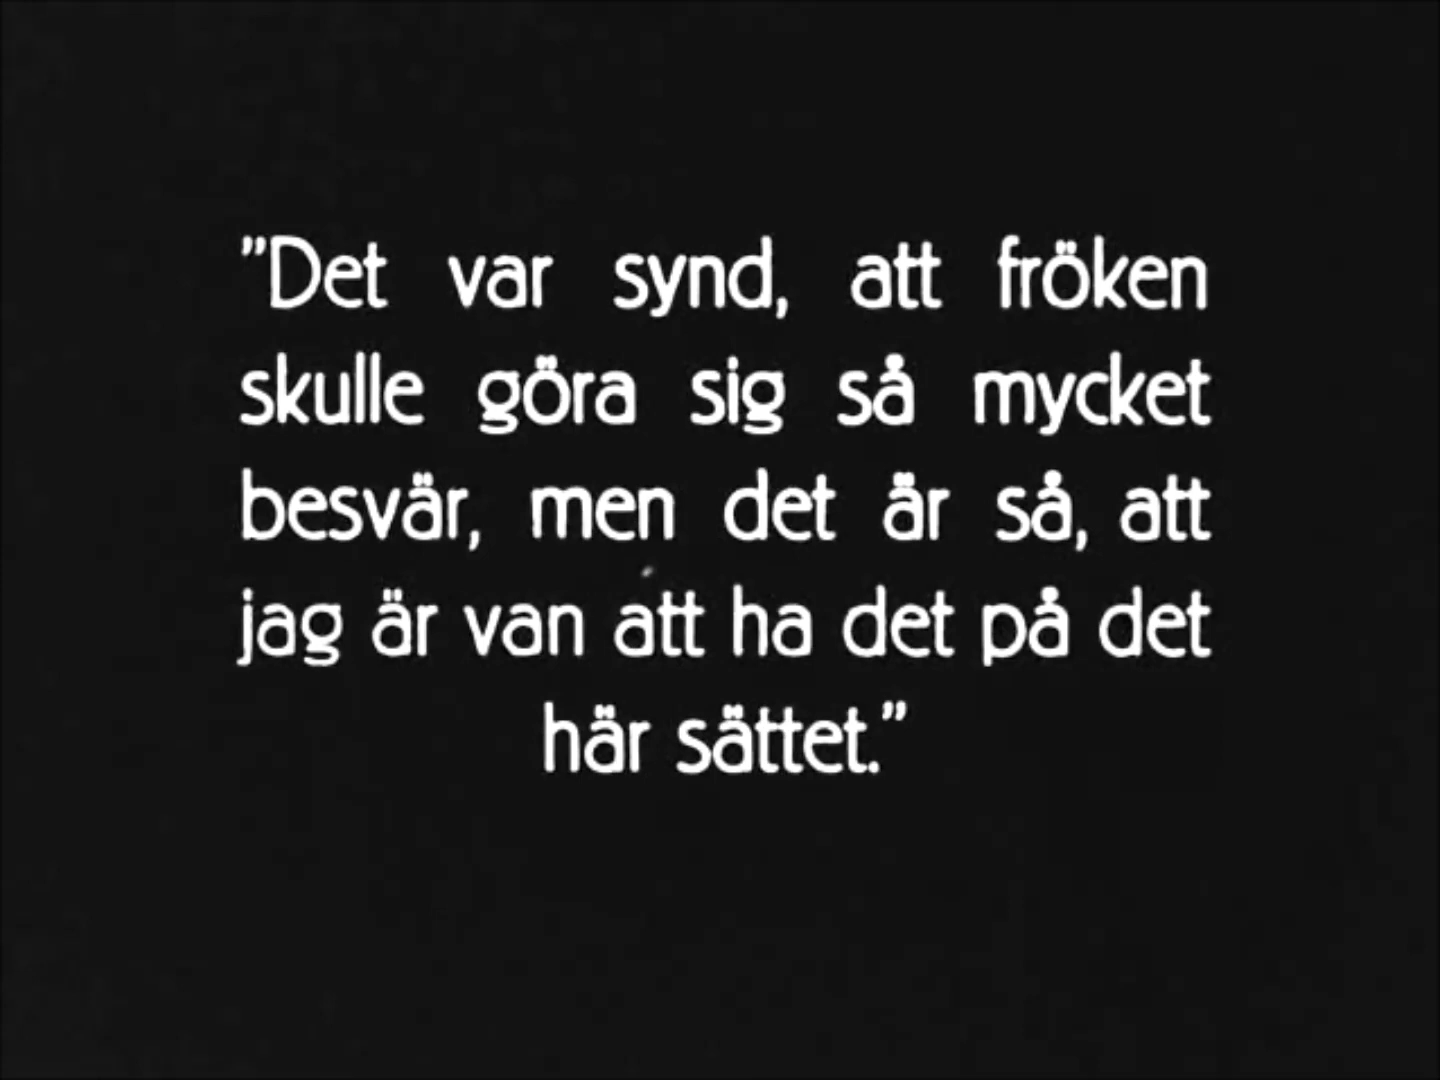 ”Det var synd, att fröken
skulle göra sig så mycket
besvär, men det är så, att
jag är van att ha det på det
här sättet.”